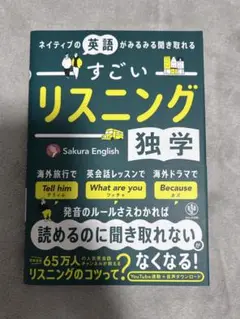 ネイティブの英語がみるみる聞き取れる
すごい
リスニング
独学
Sakura English
海外旅行で
英会話レッスンで
海外ドラマで
Tell him
What are you
Because
発音のルールさえわかれば
読めるのに聞き取れないが
なくなる!
65万人
リスニングのコツって?
YouTube連動+音声ダウンロード